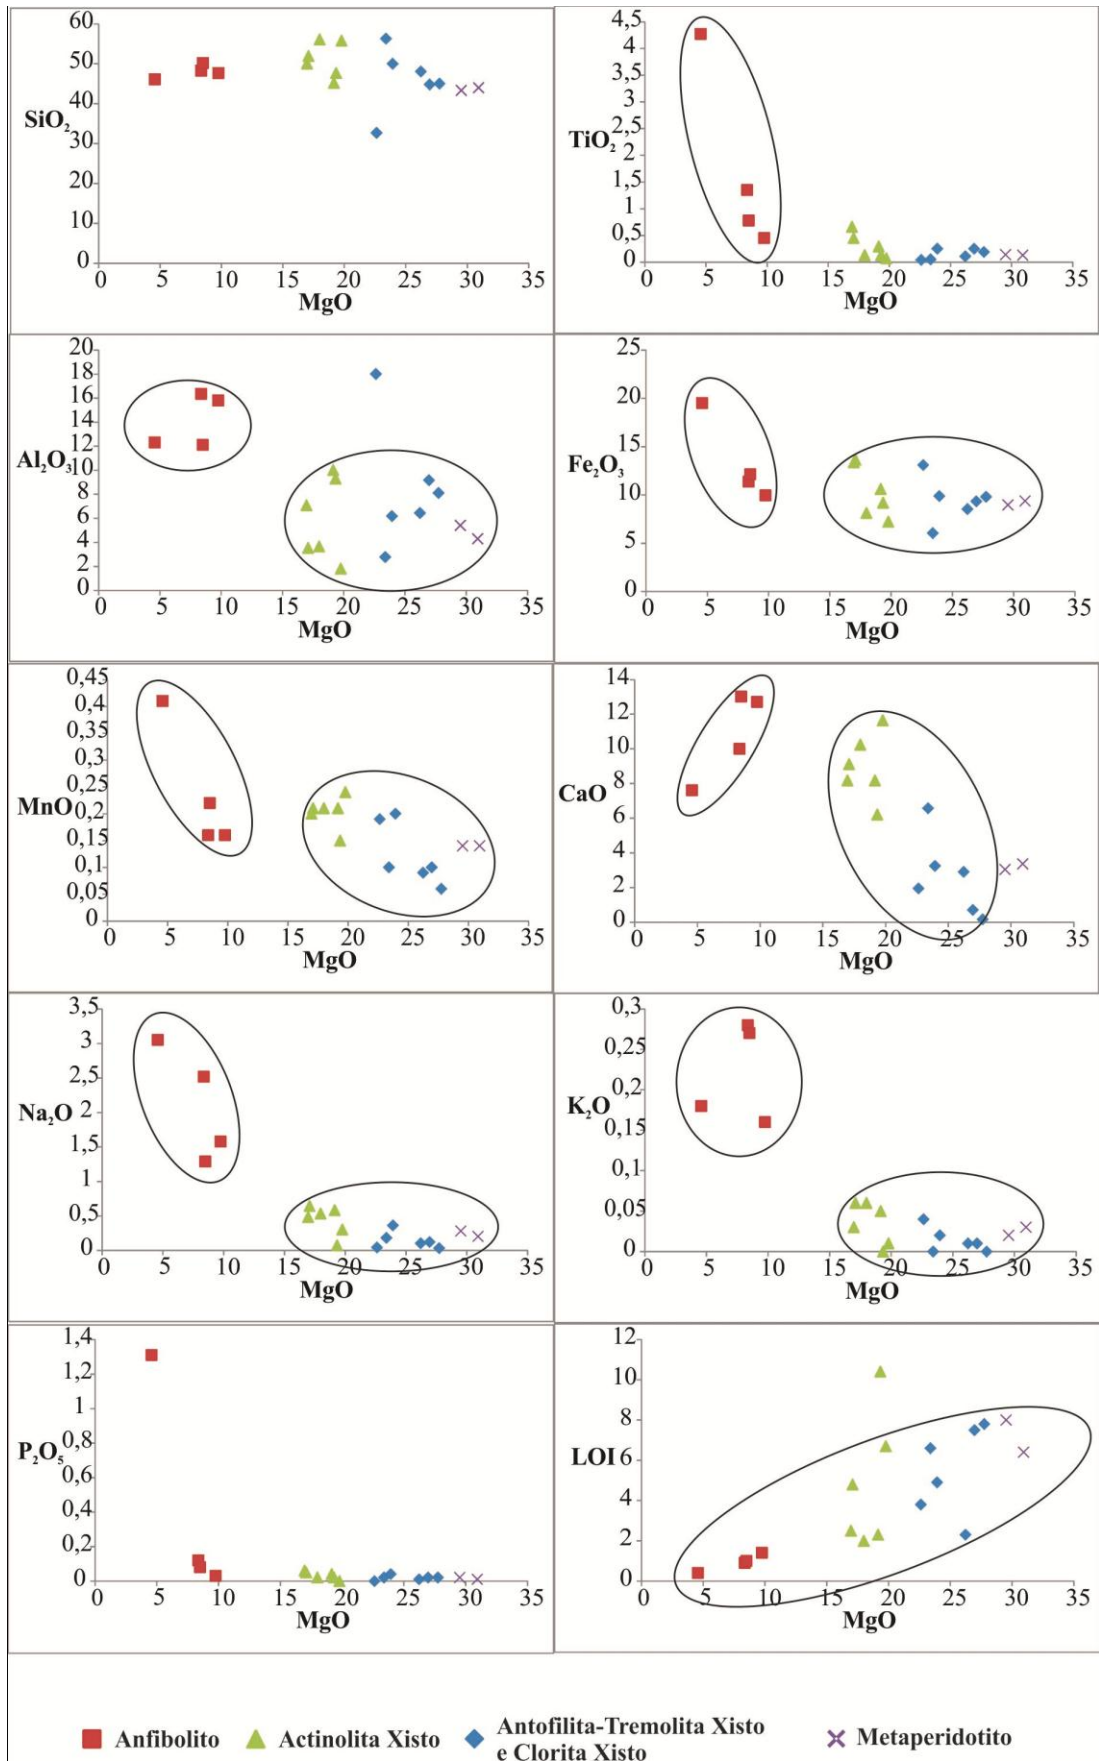 60
50
40
SiO₂
30
20
10
0
0 5 10 15 20 25 30 35
MgO
4,5
4
3,5
3
2,5
TiO₂
2
1,5
1
0,5
0
0 5 10 15 20 25 30 35
MgO
20
18
16
14
12
Al₂O₃
10
8
6
4
2
0
0 5 10 15 20 25 30 35
MgO
25
20
15
Fe₂O₃
10
5
0
0 5 10 15 20 25 30 35
MgO
0,45
0,4
0,35
0,3
0,25
MnO
0,2
0,15
0,1
0,05
0
0 5 10 15 20 25 30 35
MgO
14
12
10
8
CaO
6
4
2
0
0 5 10 15 20 25 30 35
MgO
3,5
3
2,5
Na₂O
2
1,5
1
0,5
0
0 5 10 15 20 25 30 35
MgO
0,3
0,25
0,2
K₂O
0,15
0,1
0,05
0
0 5 10 15 20 25 30 35
MgO
1,4
1,2
1
0,8
P₂O₅
0,6
0,4
0,2
0
0 5 10 15 20 25 30 35
MgO
12
10
8
LOI
6
4
2
0
0 5 10 15 20 25 30 35
MgO
Anfibolito Actinolita Xisto Antofilita-Tremolita Xisto Metaperidotito
e Clorita Xisto